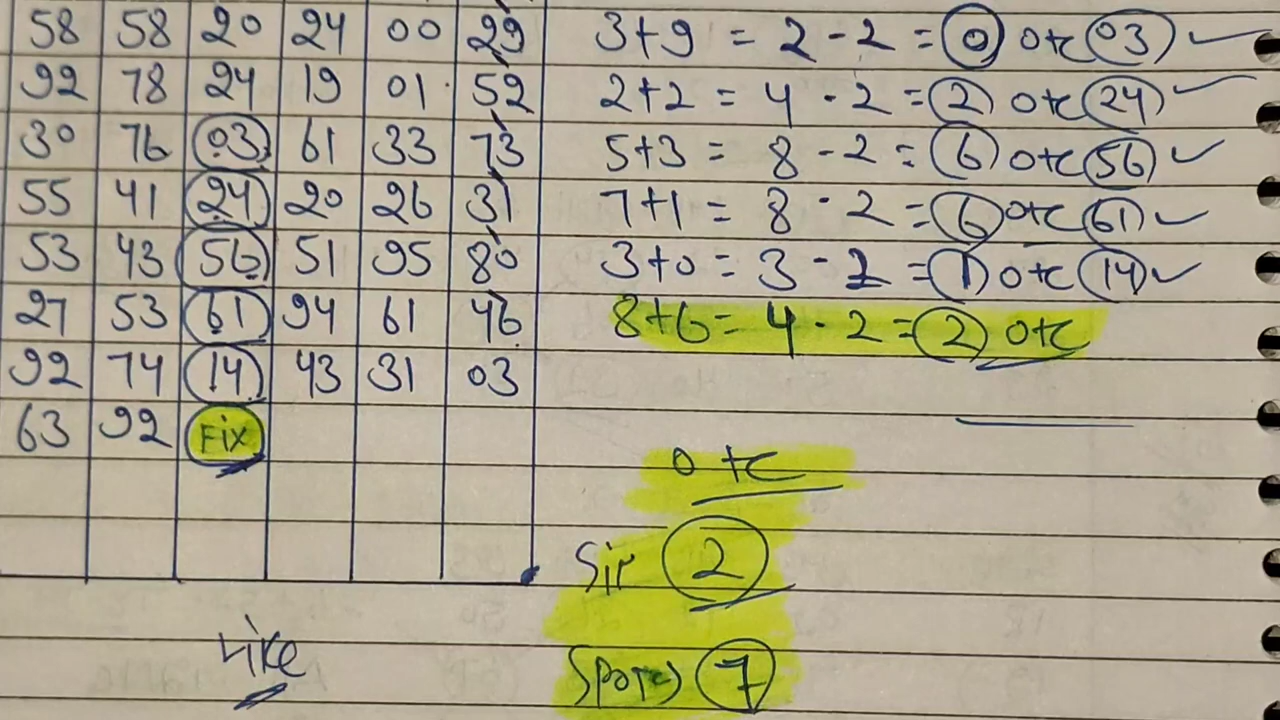 58 58 20 24 00 29 3+9 = 2 - 2 = 0 otc 03
92 78 24 19 01 52 2+2 = 4 - 2 = 2 otc 24
30 76 03 61 33 73 5+3 = 8 - 2 = 6 otc 56
55 41 24 20 26 31 7+1 = 8 - 2 = 6 otc 61
53 43 56 51 95 80 3+0 = 3 - 2 = 1 otc 14
27 53 61 94 61 46 8+6 = 4 - 2 = 2 otc
92 74 14 43 31 03
63 92 Fix
otc
Sir 2
Like
Sport) 7